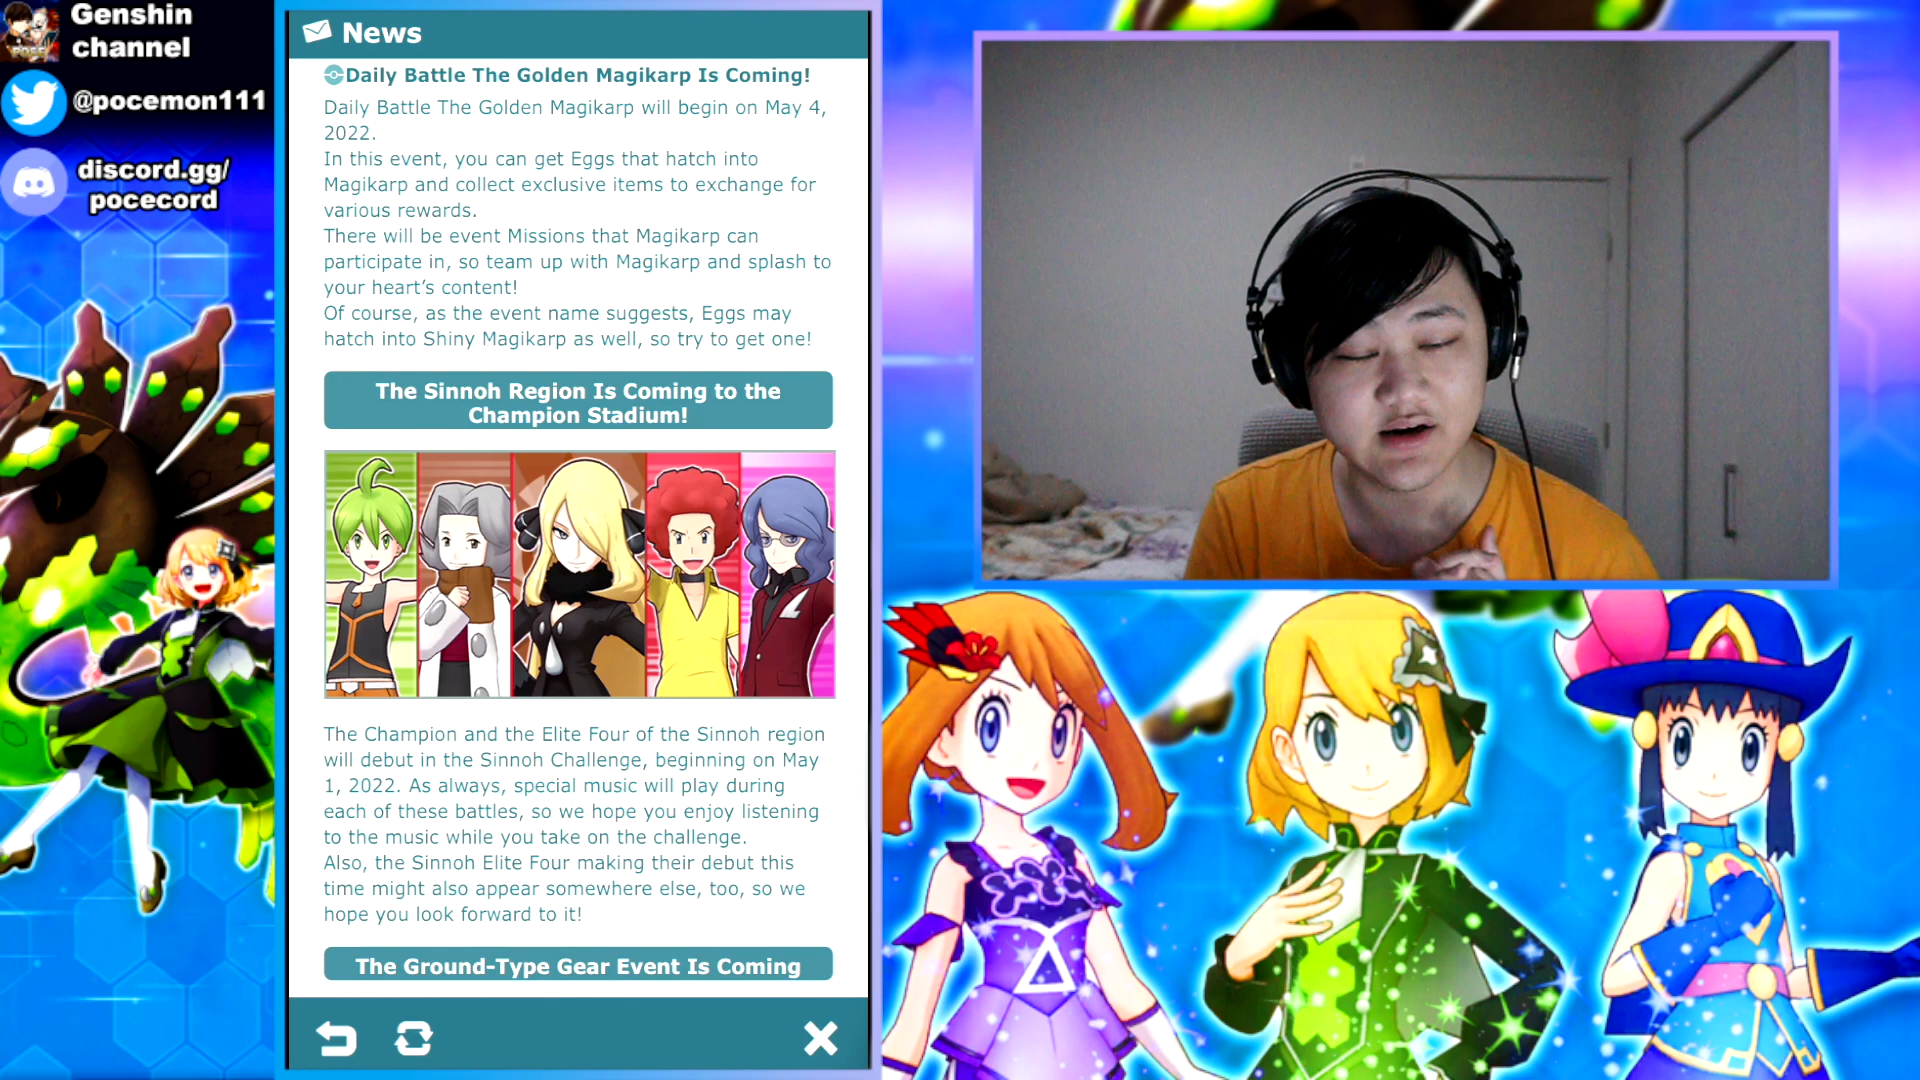 Genshin
channel
@pocemon111
discord.gg/
pocecord
News
Daily Battle The Golden Magikarp Is Coming!
Daily Battle The Golden Magikarp will begin on May 4,
2022.
In this event, you can get Eggs that hatch into
Magikarp and collect exclusive items to exchange for
various rewards.
There will be event Missions that Magikarp can
participate in, so team up with Magikarp and splash to
your heart’s content!
Of course, as the event name suggests, Eggs may
hatch into Shiny Magikarp as well, so try to get one!
The Sinnoh Region Is Coming to the
Champion Stadium!
The Champion and the Elite Four of the Sinnoh region
will debut in the Sinnoh Challenge, beginning on May
1, 2022. As always, special music will play during
each of these battles, so we hope you enjoy listening
to the music while you take on the challenge.
Also, the Sinnoh Elite Four making their debut this
time might also appear somewhere else, too, so we
hope you look forward to it!
The Ground-Type Gear Event Is Coming